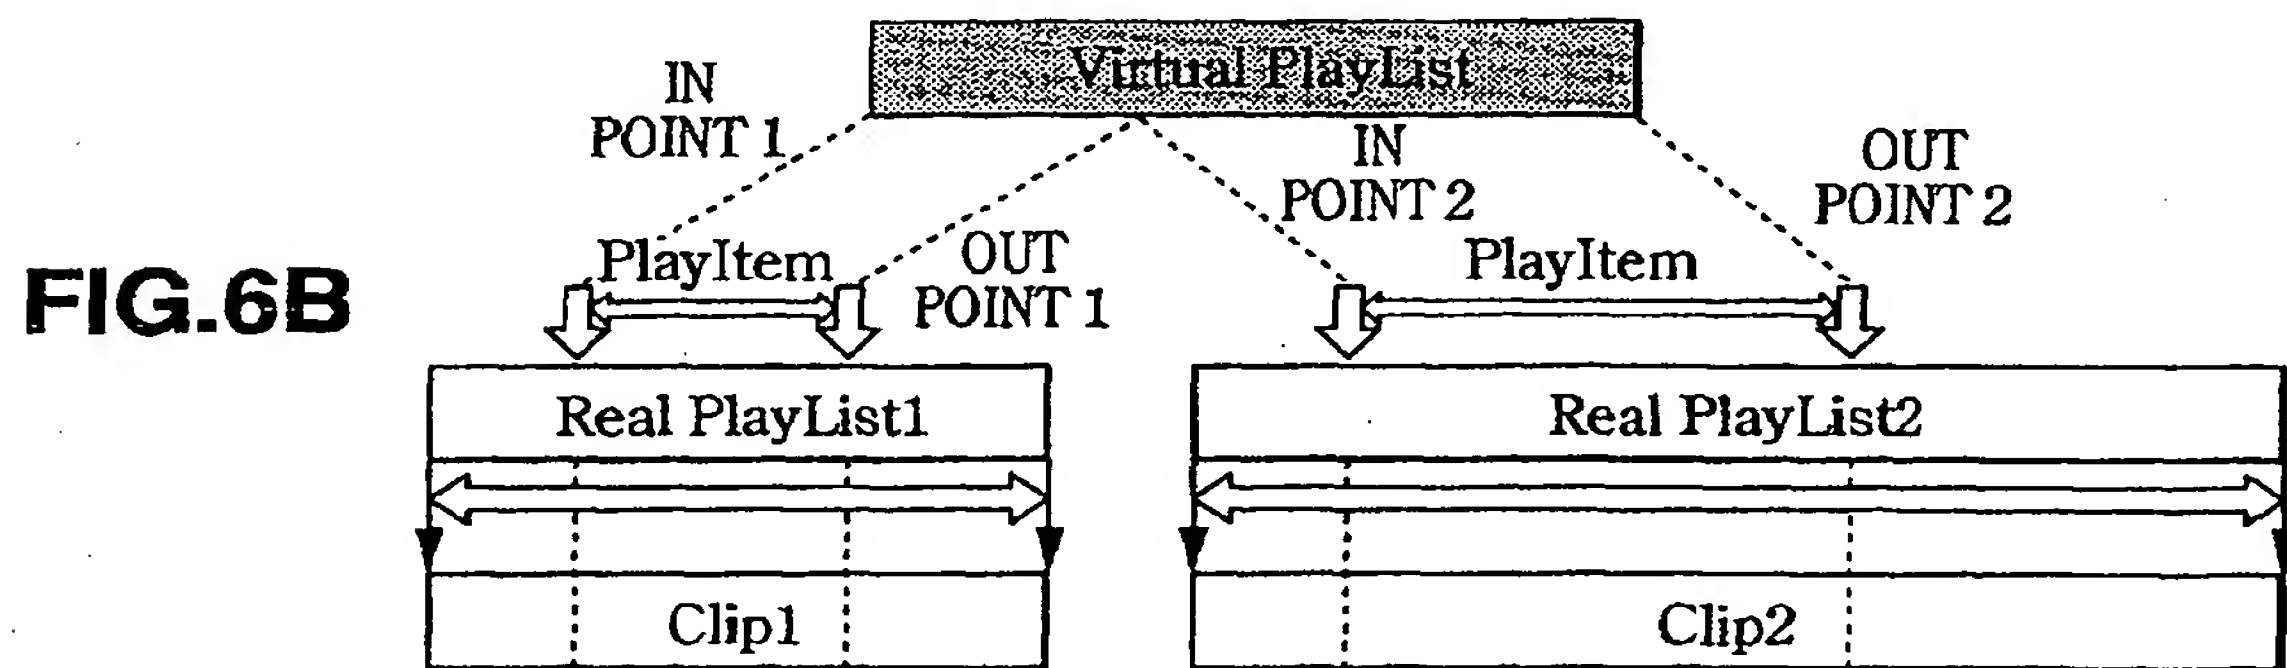 Virtual PlayList
IN
POINT 1
IN
POINT 2
OUT
POINT 2
PlayItem
OUT
POINT 1
PlayItem
FIG.6B
Real PlayList1
Real PlayList2
Clip1
Clip2